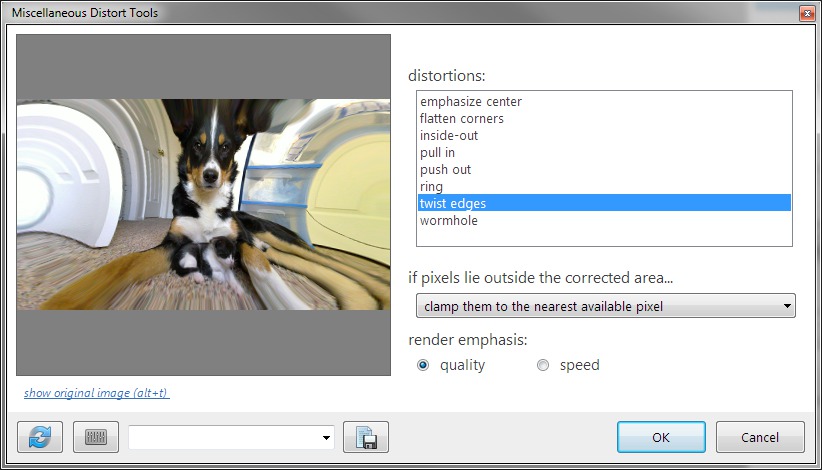 Miscellaneous Distort Tools
distortions:
emphasize center
flatten corners
inside-out
pull in
push out
ring
twist edges
wormhole
if pixels lie outside the corrected area...
clamp them to the nearest available pixel
render emphasis:
quality
speed
show original image (alt+t)
OK
Cancel